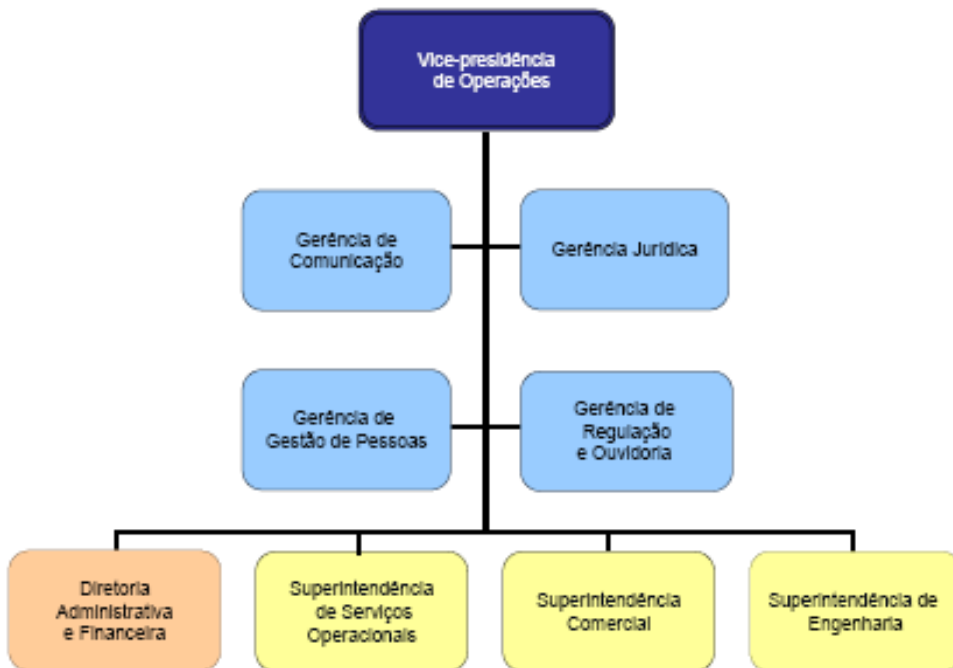 Vice-presidência
de Operações
Gerência de
Comunicação
Gerência Jurídica
Gerência de
Gestão de Pessoas
Gerência de
Regulação
e Ouvidoria
Diretoria
Administrativa
e Financeira
Superintendência
de Serviços
Operacionais
Superintendência
Comercial
Superintendência de
Engenharia